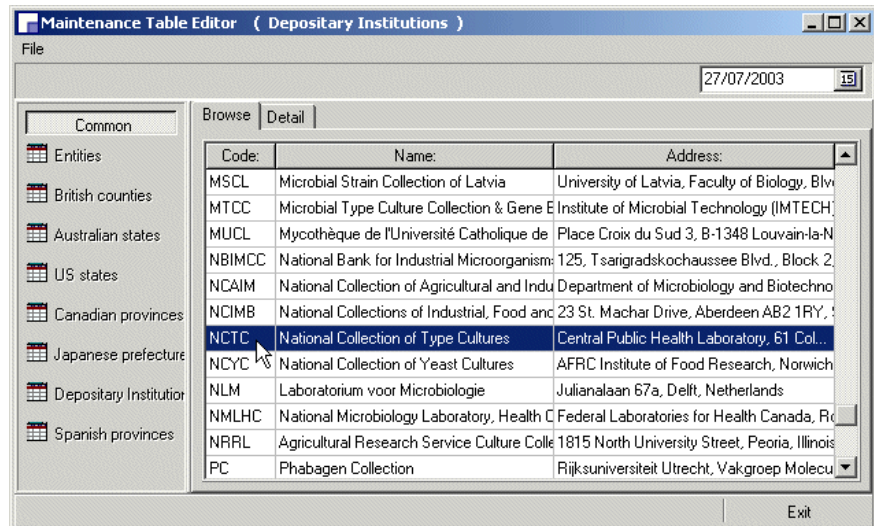 Maintenance Table Editor ( Depositary Institutions )
File
27/07/2003 15
Common
Entities
British counties
Australian states
US states
Canadian provinces
Japanese prefecture
Depositary Institution
Spanish provinces
Browse Detail
Code: Name: Address:
MSCL Microbial Strain Collection of Latvia University of Latvia, Faculty of Biology, Blv
MTCC Microbial Type Culture Collection & Gene E Institute of Microbial Technology (IMTECH)
MUCL Mycothèque de l'Université Catholique de Place Croix du Sud 3, B-1348 Louvain-la-N
NBIMCC National Bank for Industrial Microorganism: 125, Tsarigradskochaussee Blvd., Block 2,
NCAIM National Collection of Agricultural and Indu Department of Microbiology and Biotechno
NCIMB National Collections of Industrial, Food and 23 St. Machar Drive, Aberdeen AB2 1RY,
NCTC National Collection of Type Cultures Central Public Health Laboratory, 61 Col...
NCYC National Collection of Yeast Cultures AFRC Institute of Food Research, Norwich
NLM Laboratorium voor Microbiologie Julianalaan 67a, Delft, Netherlands
NMLHC National Microbiology Laboratory, Health C Federal Laboratories for Health Canada, Ro
NRRL Agricultural Research Service Culture Colle 1815 North University Street, Peoria, Illinois
PC Phabagen Collection Rijksuniversiteit Utrecht, Vakgroep Molecu
Exit